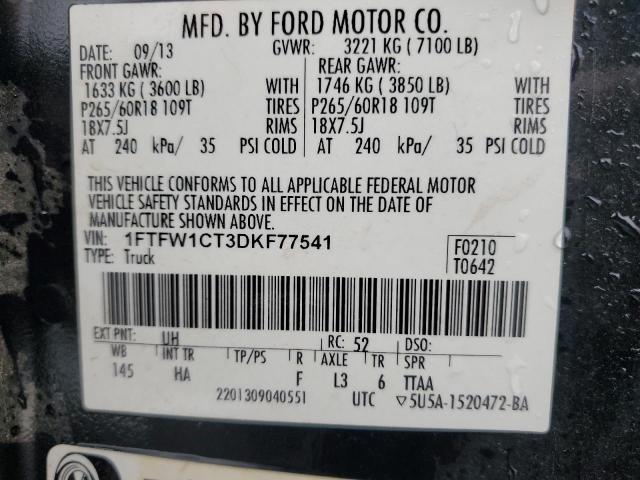 MFD. BY FORD MOTOR CO.
DATE: 09/13 GVWR: 3221 KG ( 7100 LB)
FRONT GAWR: REAR GAWR:
1633 KG ( 3600 LB) WITH 1746 KG ( 3850 LB) WITH
P265/60R18 109T TIRES P265/60R18 109T TIRES
18X7.5J RIMS 18X7.5J RIMS
AT 240 kPa/ 35 PSI COLD AT 240 kPa/ 35 PSI COLD
THIS VEHICLE CONFORMS TO ALL APPLICABLE FEDERAL MOTOR
VEHICLE SAFETY STANDARDS IN EFFECT ON THE DATE OF
MANUFACTURE SHOWN ABOVE.
VIN: 1FTFW1CT3DKF77541 F0210
TYPE: Truck T0642
EXT PNT: UH RC: 52 DSO:
WB INT TR TP/PS R AXLE TR SPR
145 HA F L3 6 TTAA
2201309040551 UTC ▽5U5A-1520472-BA